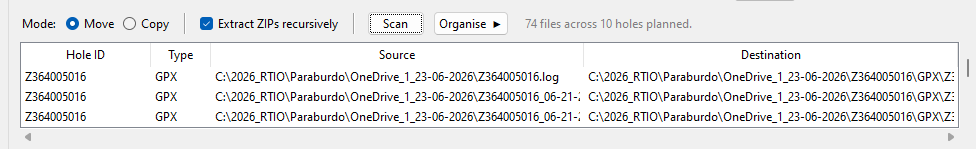 Mode: Move Copy Extract ZIPs recursively Scan Organise ▶ 74 files across 10 holes planned.
Hole ID Type Source Destination
Z364005016 GPX C:\2026_RTIO\Paraburdo\OneDrive_1_23-06-2026\Z364005016.log C:\2026_RTIO\Paraburdo\OneDrive_1_23-06-2026\Z364005016\GPX\Z3
Z364005016 GPX C:\2026_RTIO\Paraburdo\OneDrive_1_23-06-2026\Z364005016_06-21-2 C:\2026_RTIO\Paraburdo\OneDrive_1_23-06-2026\Z364005016\GPX\Z3
Z364005016 GPX C:\2026_RTIO\Paraburdo\OneDrive_1_23-06-2026\Z364005016_06-21-2 C:\2026_RTIO\Paraburdo\OneDrive_1_23-06-2026\Z364005016\GPX\Z3